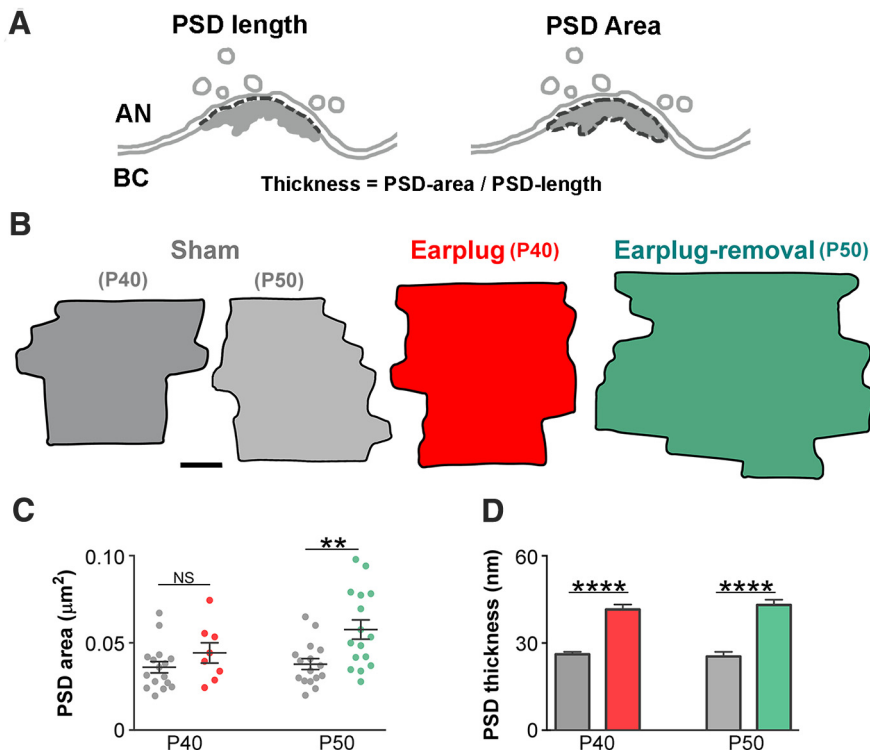 A
PSD length
PSD Area
AN
BC
Thickness = PSD-area / PSD-length
B
Sham
Earplug (P40)
Earplug-removal (P50)
(P40)
(P50)
C
D
PSD area (μm²)
0.10
0.05
0
NS
**
P40
P50
PSD thickness (nm)
60
30
0
****
****
P40
P50